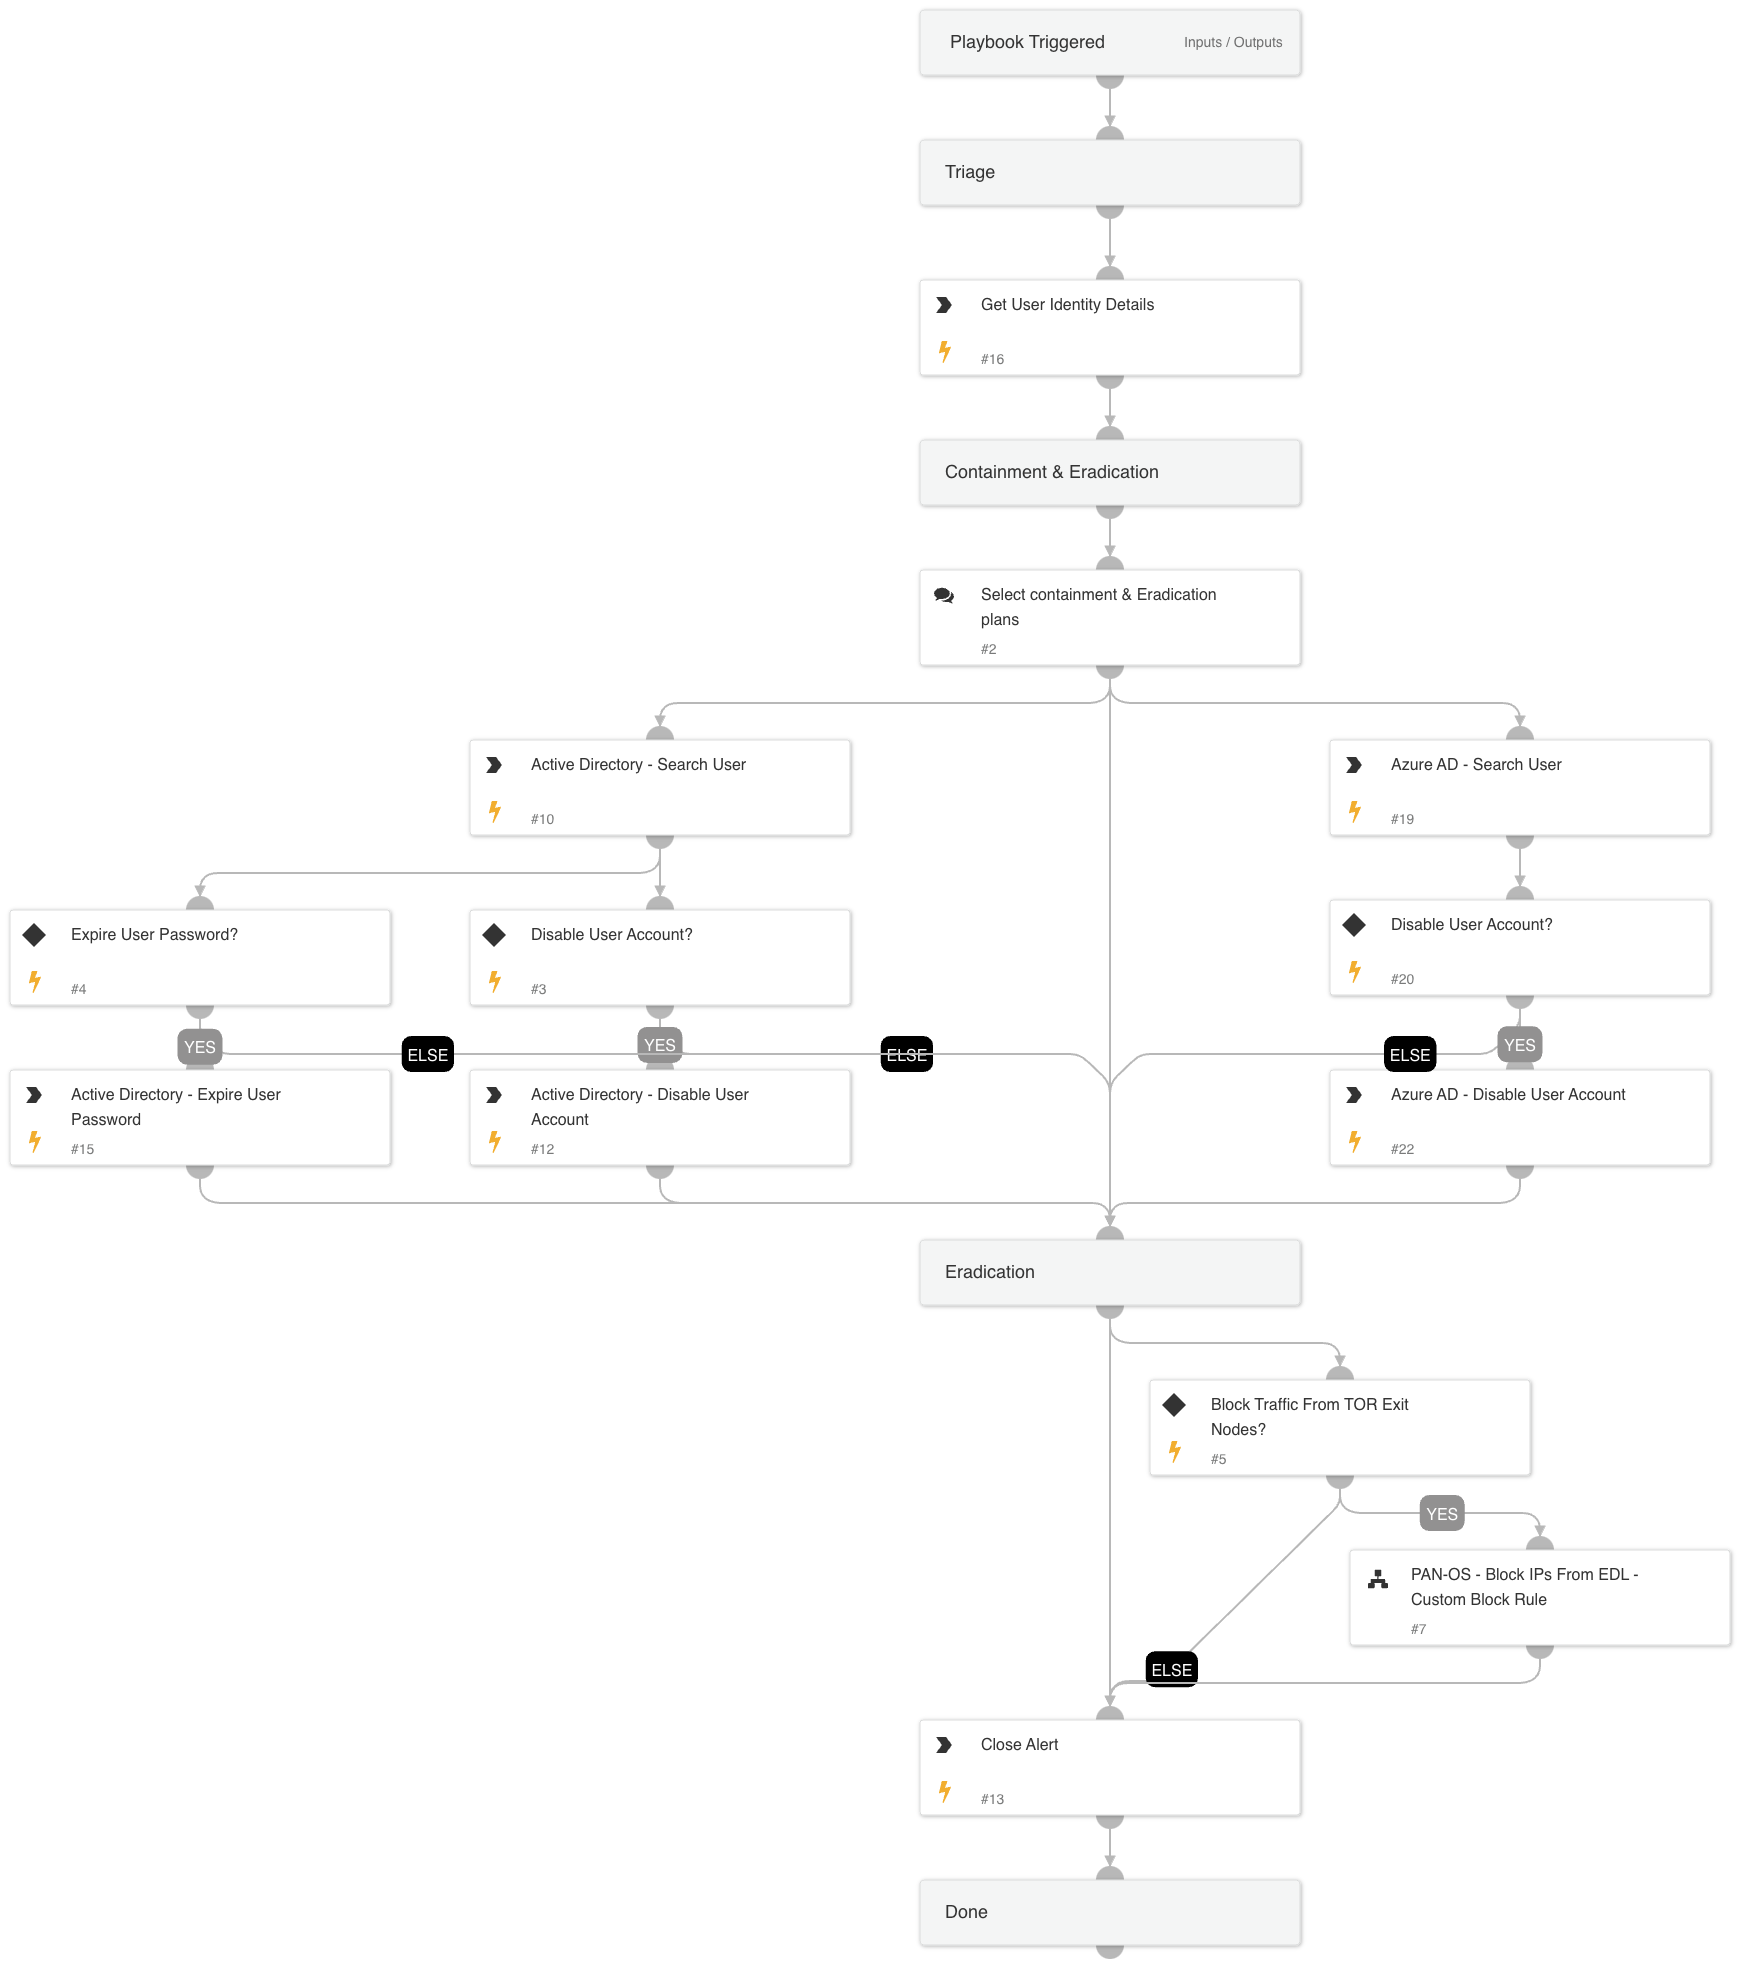 Playbook Triggered
Inputs / Outputs
Triage
Get User Identity Details
#16
Containment & Eradication
Select containment & Eradication
plans
#2
Active Directory - Search User
#10
Azure AD - Search User
#19
Expire User Password?
#4
Disable User Account?
#3
Disable User Account?
#20
YES
ELSE
YES
ELSE
ELSE
YES
Active Directory - Expire User
Password
#15
Active Directory - Disable User
Account
#12
Azure AD - Disable User Account
#22
Eradication
Block Traffic From TOR Exit
Nodes?
#5
YES
PAN-OS - Block IPs From EDL -
Custom Block Rule
#7
ELSE
Close Alert
#13
Done